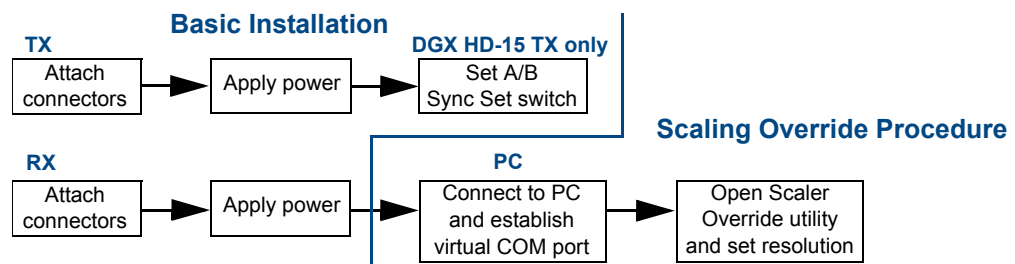 Basic Installation
TX
DGX HD-15 TX only
Attach
connectors
Apply power
Set A/B
Sync Set switch
Scaling Override Procedure
RX
PC
Attach
connectors
Apply power
Connect to PC
and establish
virtual COM port
Open Scaler
Override utility
and set resolution